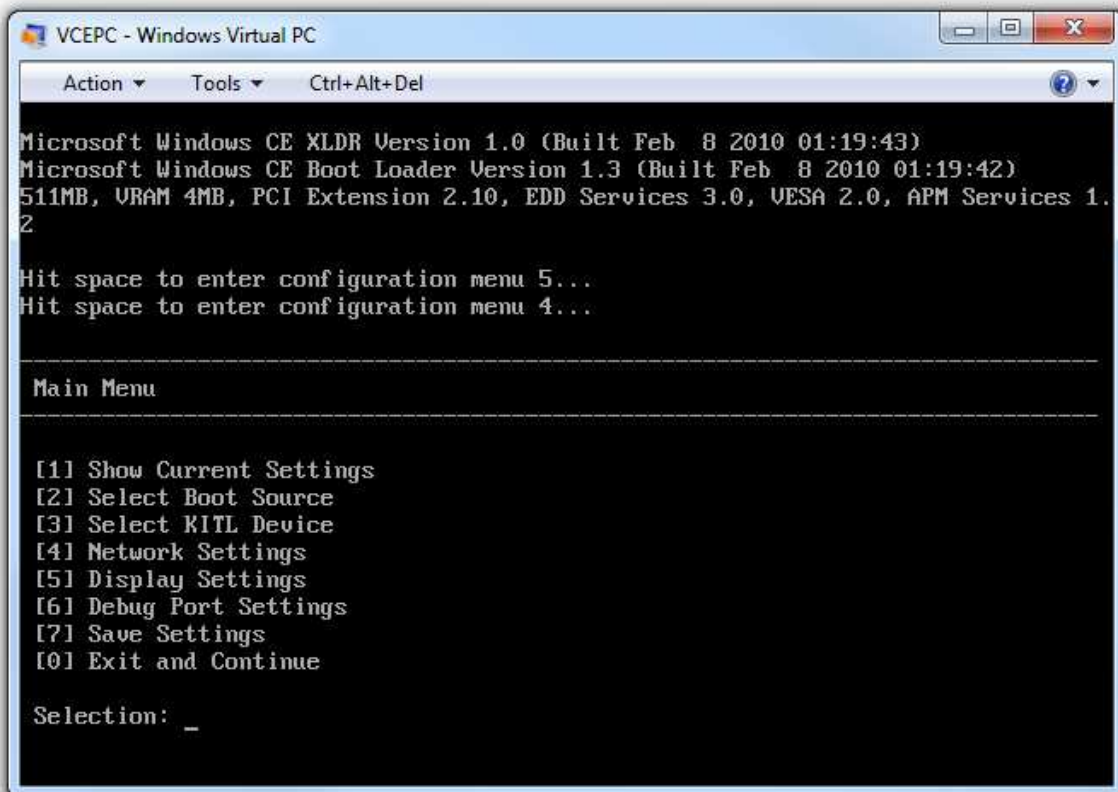 VCEPC - Windows Virtual PC
Action Tools Ctrl+Alt+Del
Microsoft Windows CE XLDR Version 1.0 (Built Feb  8 2010 01:19:43)
Microsoft Windows CE Boot Loader Version 1.3 (Built Feb  8 2010 01:19:42)
511MB, VRAM 4MB, PCI Extension 2.10, EDD Services 3.0, VESA 2.0, APM Services 1.
2
Hit space to enter configuration menu 5...
Hit space to enter configuration menu 4...
Main Menu
[1] Show Current Settings
[2] Select Boot Source
[3] Select KITL Device
[4] Network Settings
[5] Display Settings
[6] Debug Port Settings
[7] Save Settings
[0] Exit and Continue
Selection: _